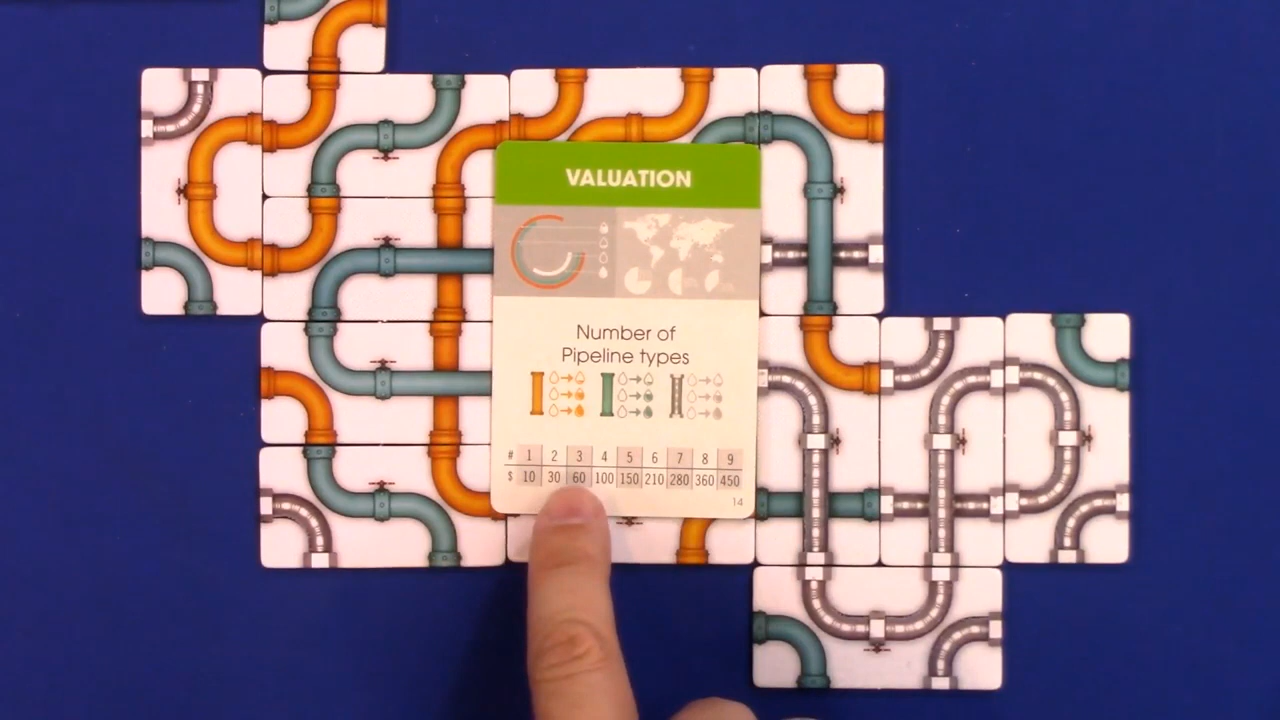 VALUATION
Number of
Pipeline types
# 1 2 3 4 5 6 7 8 9
$ 10 30 60 100 150 210 280 360 450
14